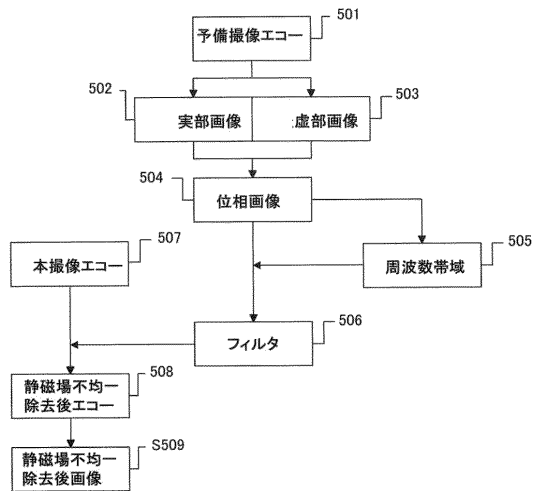 501
予備撮像エコー
502
503
実部画像
虚部画像
504
位相画像
507
505
本撮像エコー
周波数帯域
506
フィルタ
508
静磁場不均一
除去後エコー
S509
静磁場不均一
除去後画像